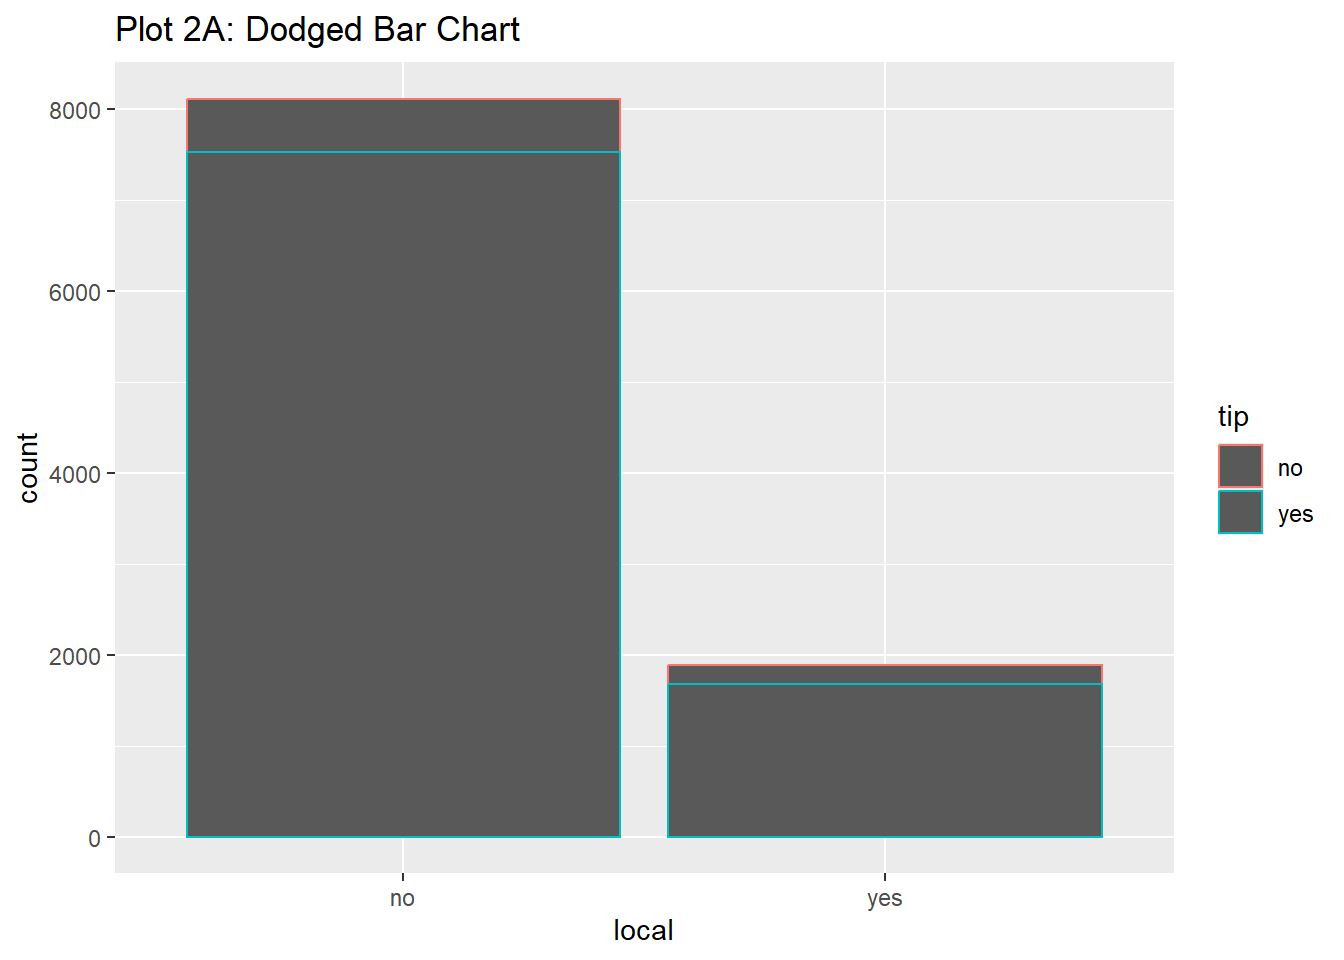 Plot 2A: Dodged Bar Chart
8000
6000
4000
2000
0
count
no
yes
local
tip
no
yes